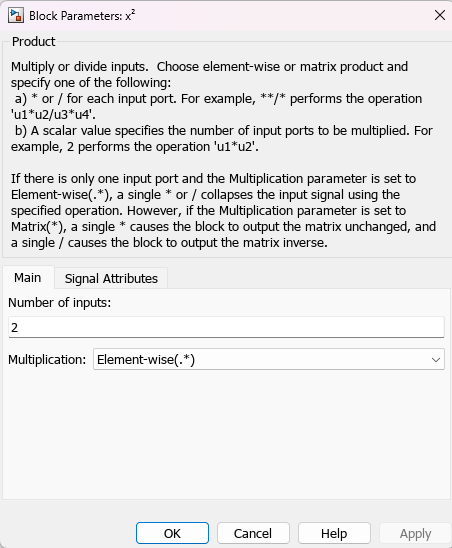 Block Parameters: x²
Product
Multiply or divide inputs.  Choose element-wise or matrix product and
specify one of the following:
a) * or / for each input port. For example, **/* performs the operation
'u1*u2/u3*u4'.
b) A scalar value specifies the number of input ports to be multiplied. For
example, 2 performs the operation 'u1*u2'.
If there is only one input port and the Multiplication parameter is set to
Element-wise(.*), a single * or / collapses the input signal using the
specified operation. However, if the Multiplication parameter is set to
Matrix(*), a single * causes the block to output the matrix unchanged, and
a single / causes the block to output the matrix inverse.
Main Signal Attributes
Number of inputs:
2
Multiplication: Element-wise(.*)
OK Cancel Help Apply